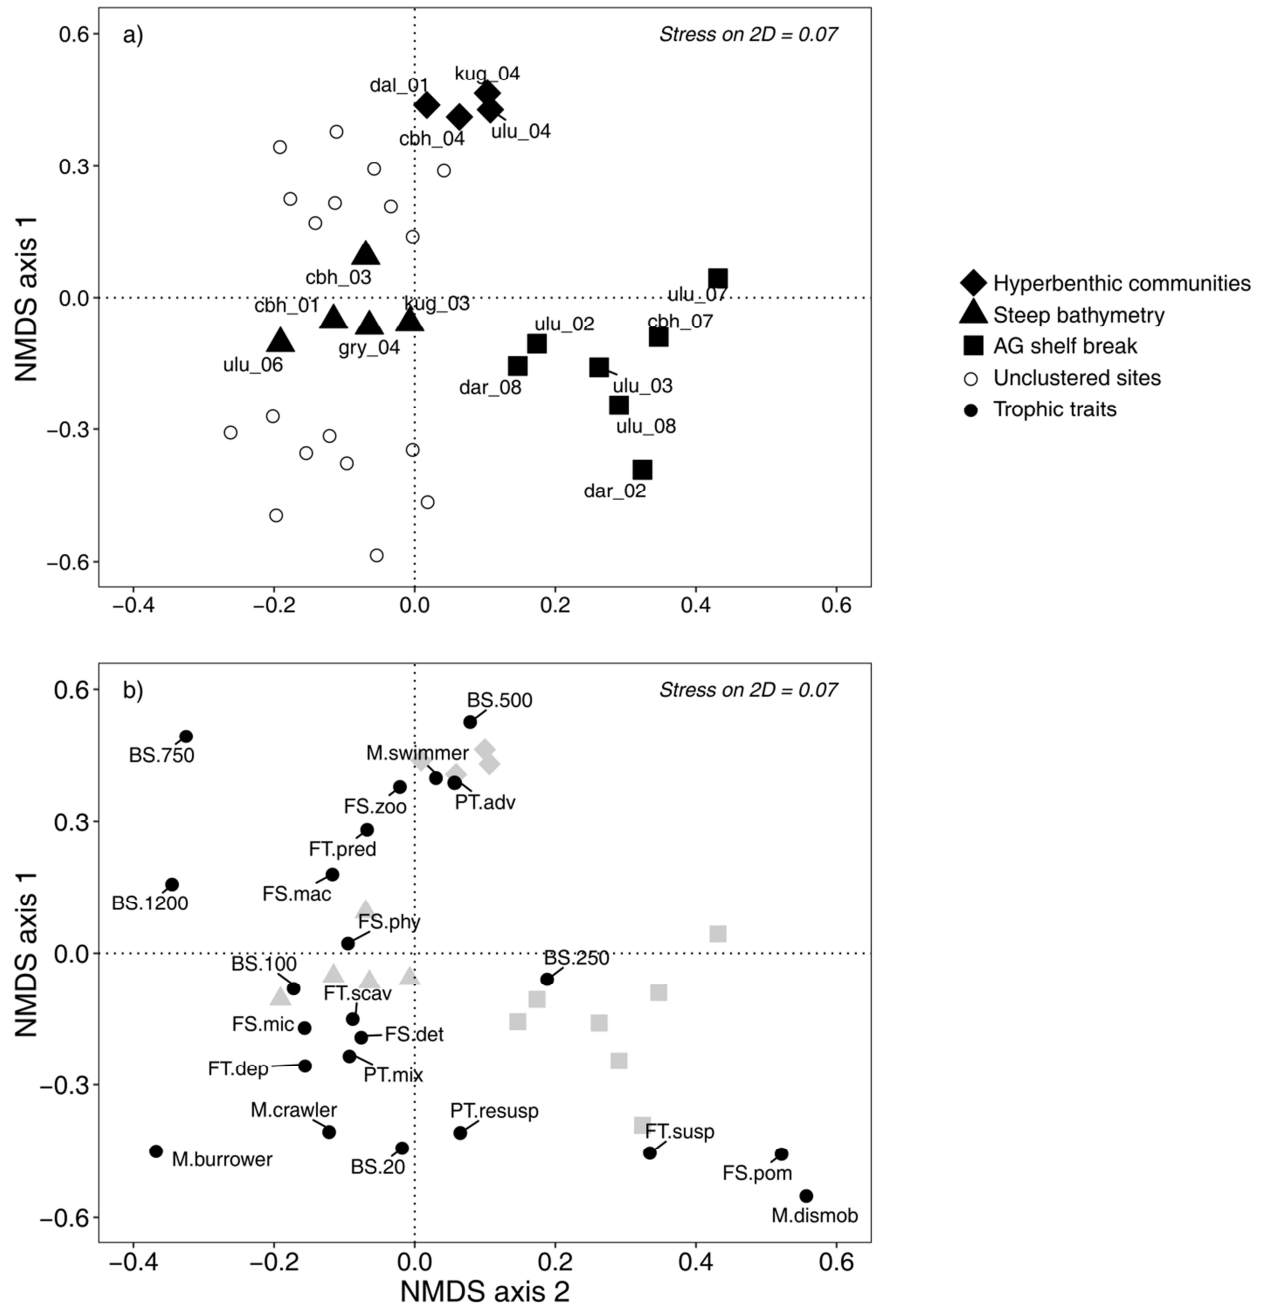 a)
Stress on 2D = 0.07
0.6
0.3
0.0
−0.3
−0.6
NMDS axis 1
dal_01
kug_04
cbh_04
ulu_04
cbh_03
cbh_01
kug_03
gry_04
ulu_06
ulu_07
ulu_02
cbh_07
dar_08
ulu_03
ulu_08
dar_02
−0.4
−0.2
0.0
0.2
0.4
0.6
Hyperbenthic communities
Steep bathymetry
AG shelf break
Unclustered sites
Trophic traits
b)
Stress on 2D = 0.07
0.6
0.3
0.0
−0.3
−0.6
NMDS axis 1
BS.500
BS.750
M.swimmer
FS.zoo
PT.adv
FT.pred
FS.mac
BS.1200
FS.phy
BS.100
BS.250
FT.scav
FS.mic
FS.det
FT.dep
PT.mix
M.crawler
PT.resusp
M.burrower
BS.20
FT.susp
FS.pom
M.dismob
−0.4
−0.2
0.0
0.2
0.4
0.6
NMDS axis 2